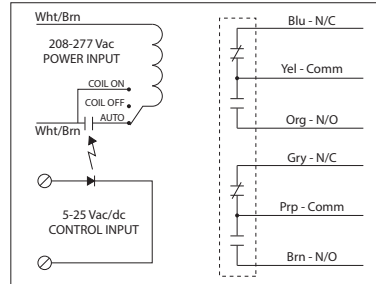 Wht/Brn
208-277 Vac
POWER INPUT
COIL ON
COIL OFF
AUTO
Wht/Brn
5-25 Vac/dc
CONTROL INPUT
Blu - N/C
Yel - Comm
Org - N/O
Gry - N/C
Prp - Comm
Brn - N/O